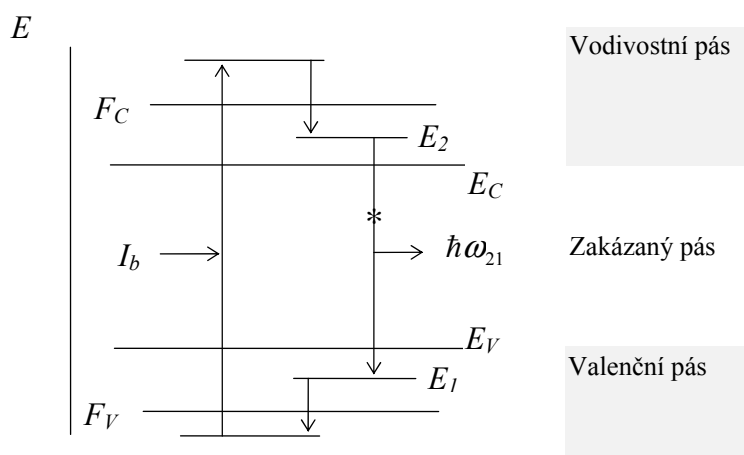 E
Vodivostní pás
F_C
E_2
E_C
*
I_b
ħω_21
Zakázaný pás
E_V
E_1
Valenční pás
F_V